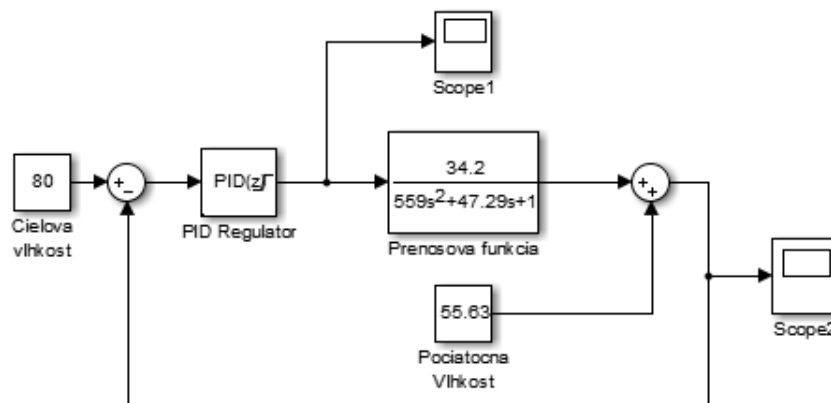 Scope1
80
+
−
PID(z)
34.2
559s²+47.29s+1
+
+
Cielova
vlhkost
PID Regulator
Prenosova funkcia
55.63
Scope2
Pociatocna
Vlhkost